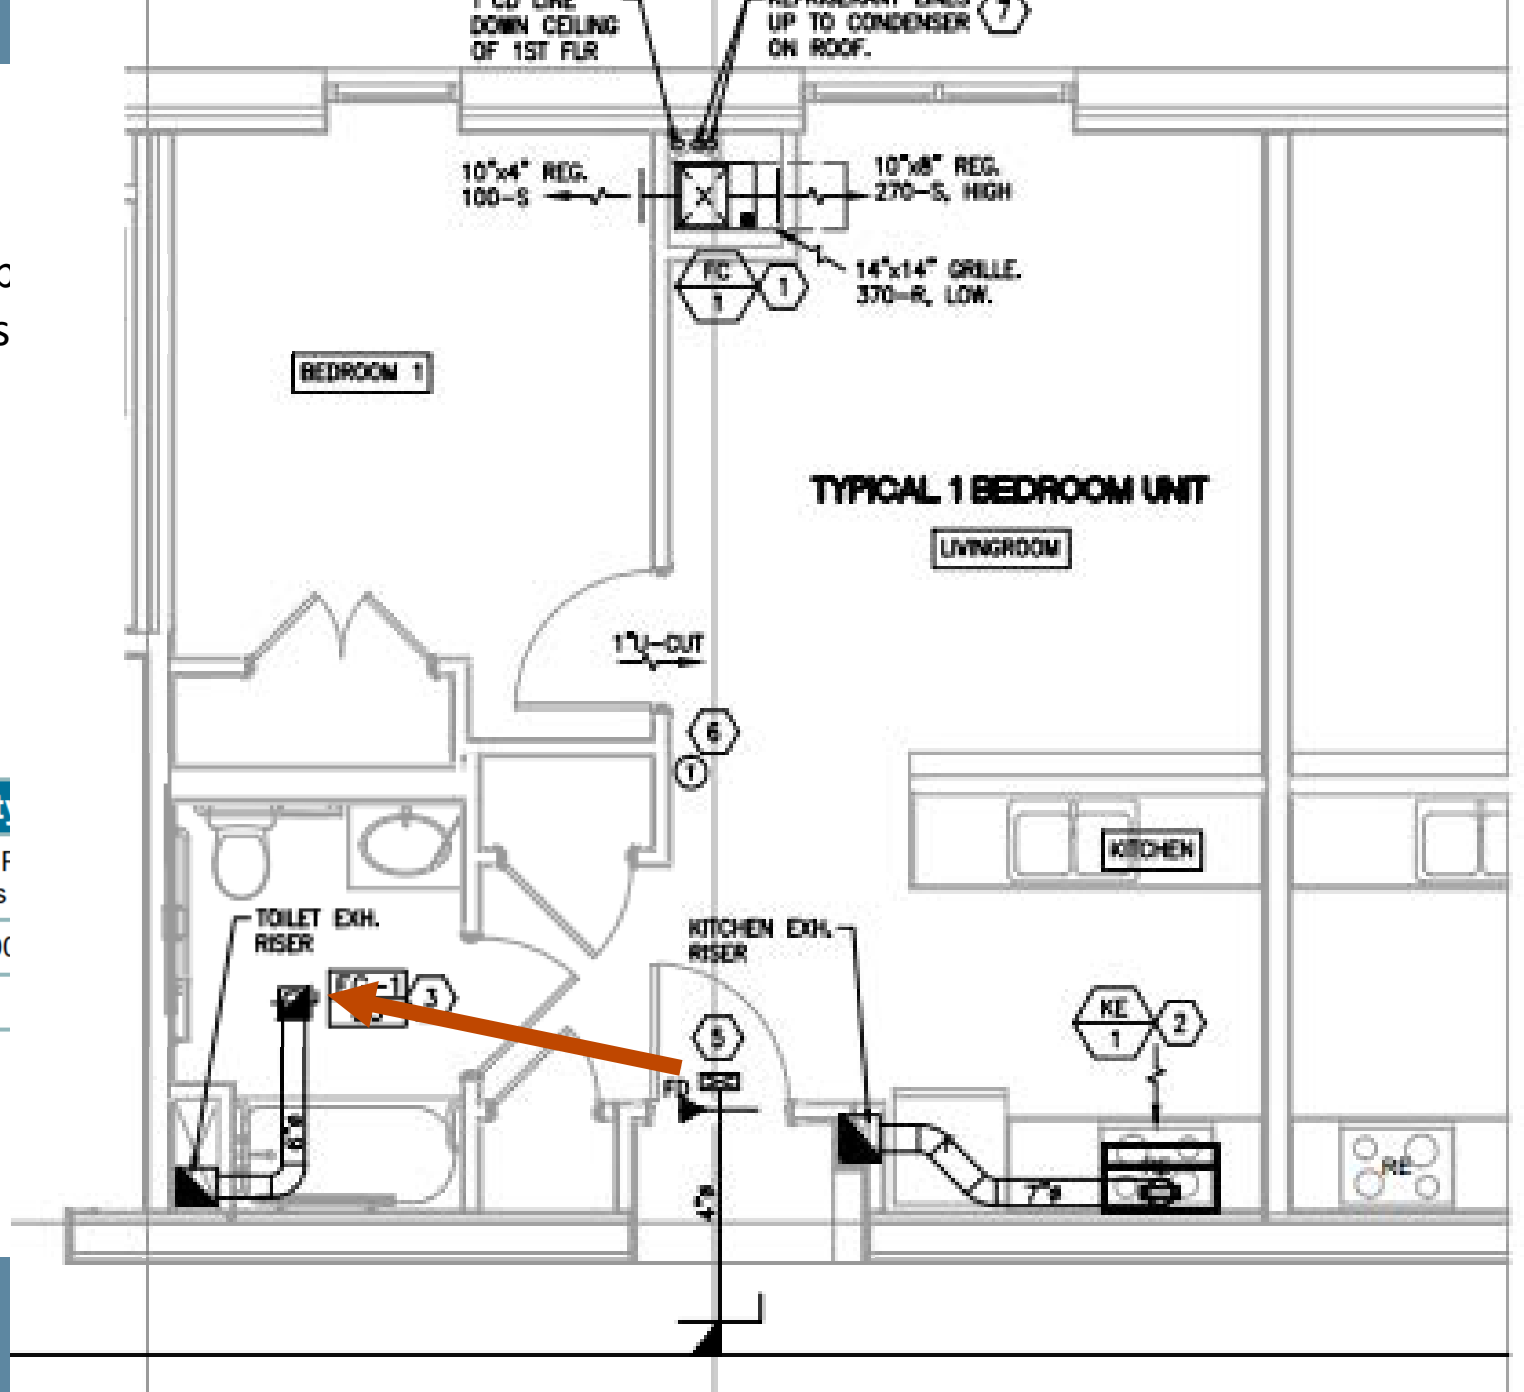 DOWN CEILING
OF 1ST FLR
UP TO CONDENSER
ON ROOF.
7
10"x4" REG.
100-S
X
10"x8" REG.
270-S, HIGH
FC
1
1
14"x14" GRILLE.
370-R, LOW.
BEDROOM 1
TYPICAL 1 BEDROOM UNIT
LIVINGROOM
1"U-CUT
6
1
KITCHEN
TOILET EXH.
RISER
KITCHEN EXH.
RISER
3
5
KE
1
2
FD
7"ø
4"ø
RE